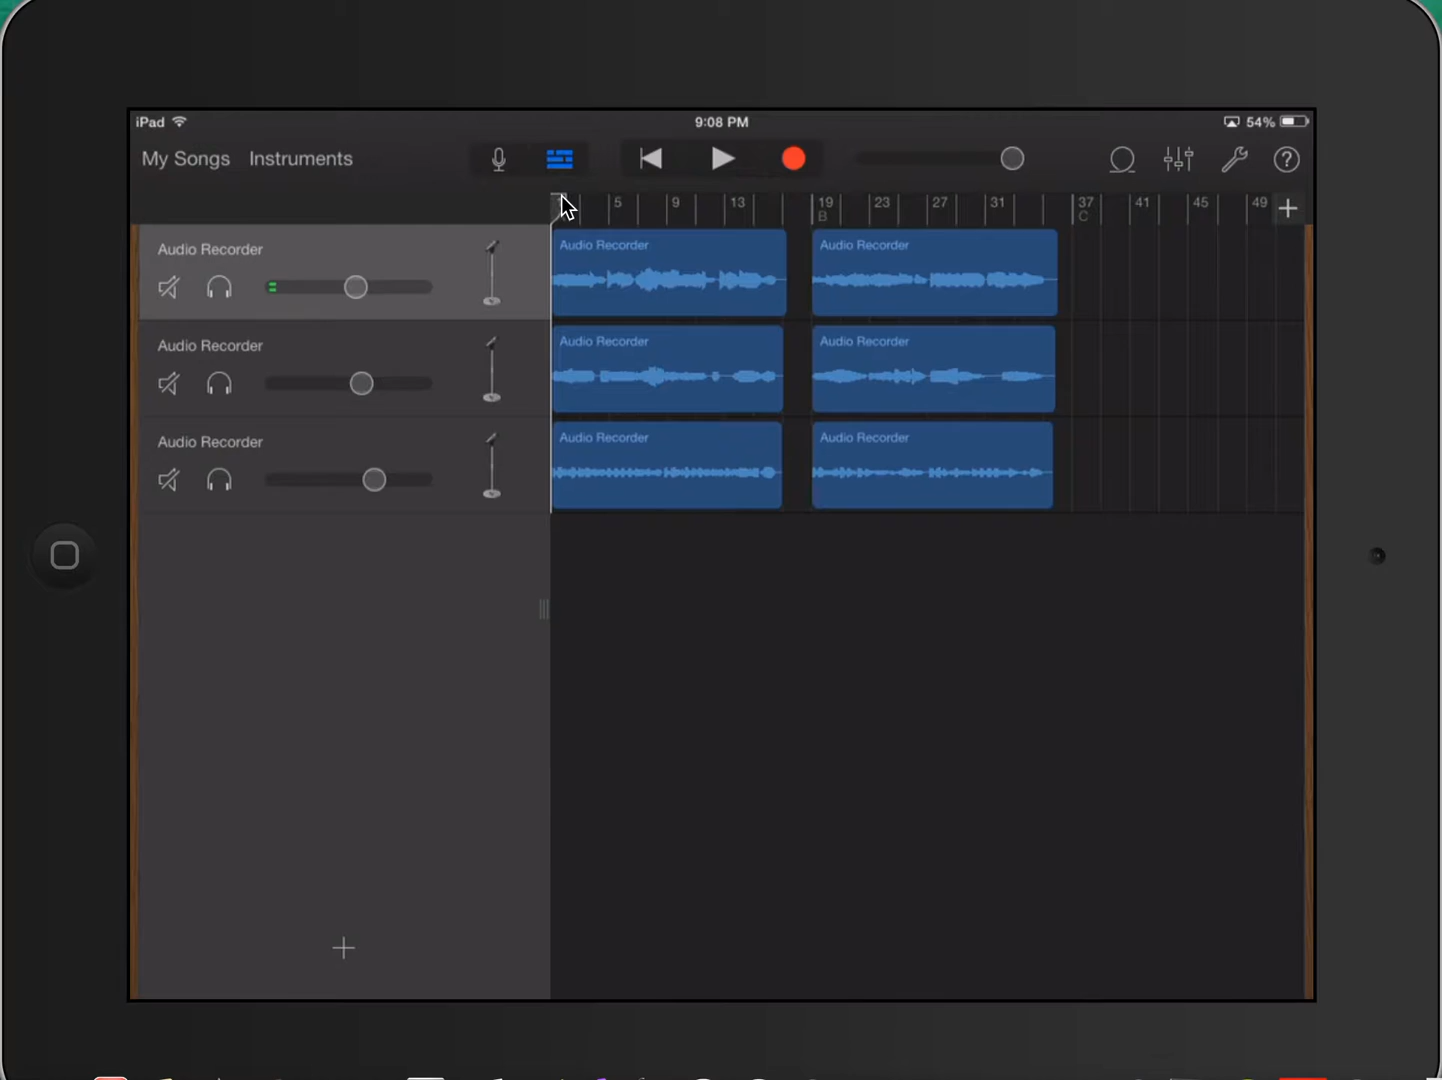 iPad 9:08 PM 54%
My Songs Instruments ?
5 9 13 19 23 27 31 37 41 45 49 +
B C
Audio Recorder Audio Recorder Audio Recorder
Audio Recorder Audio Recorder Audio Recorder
Audio Recorder Audio Recorder Audio Recorder
+